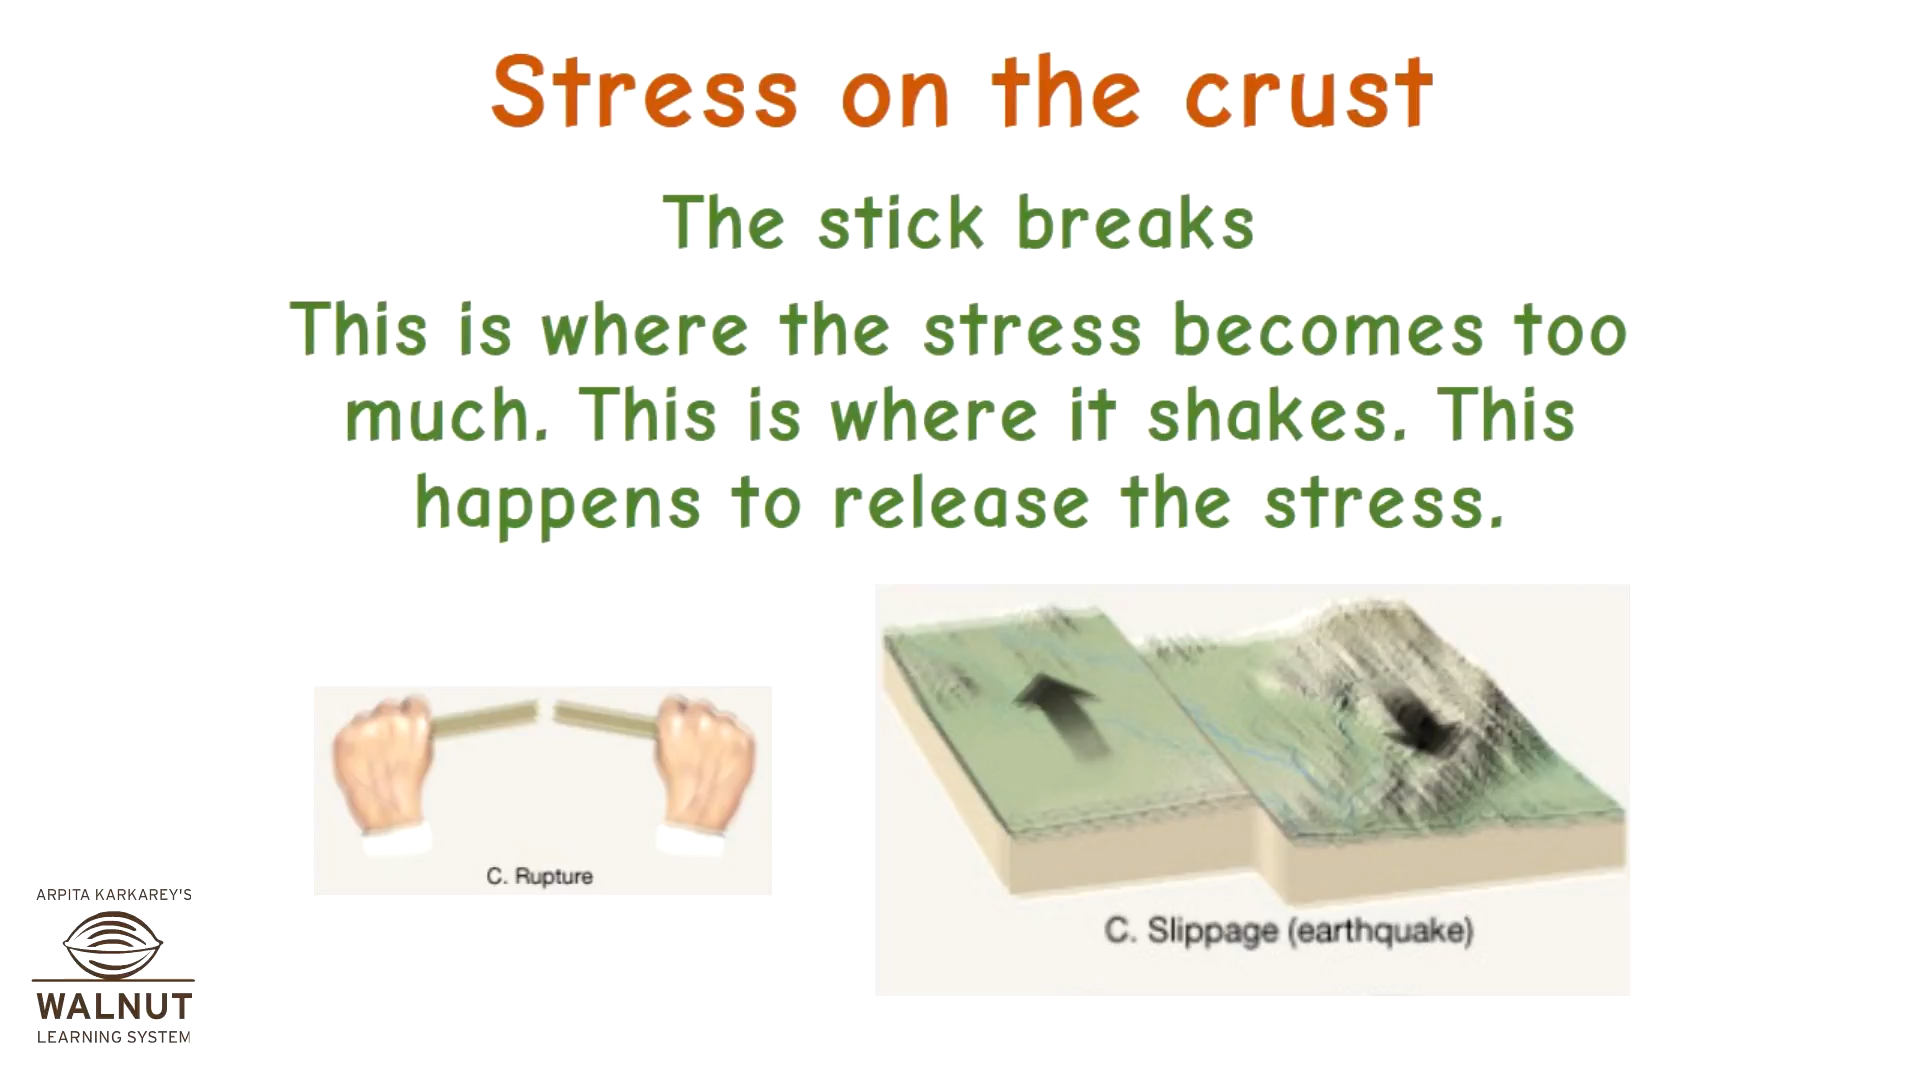 Stress on the crust
The stick breaks
This is where the stress becomes too
much. This is where it shakes. This
happens to release the stress.
C. Rupture
C. Slippage (earthquake)
ARPITA KARKAREY'S
WALNUT
LEARNING SYSTEM